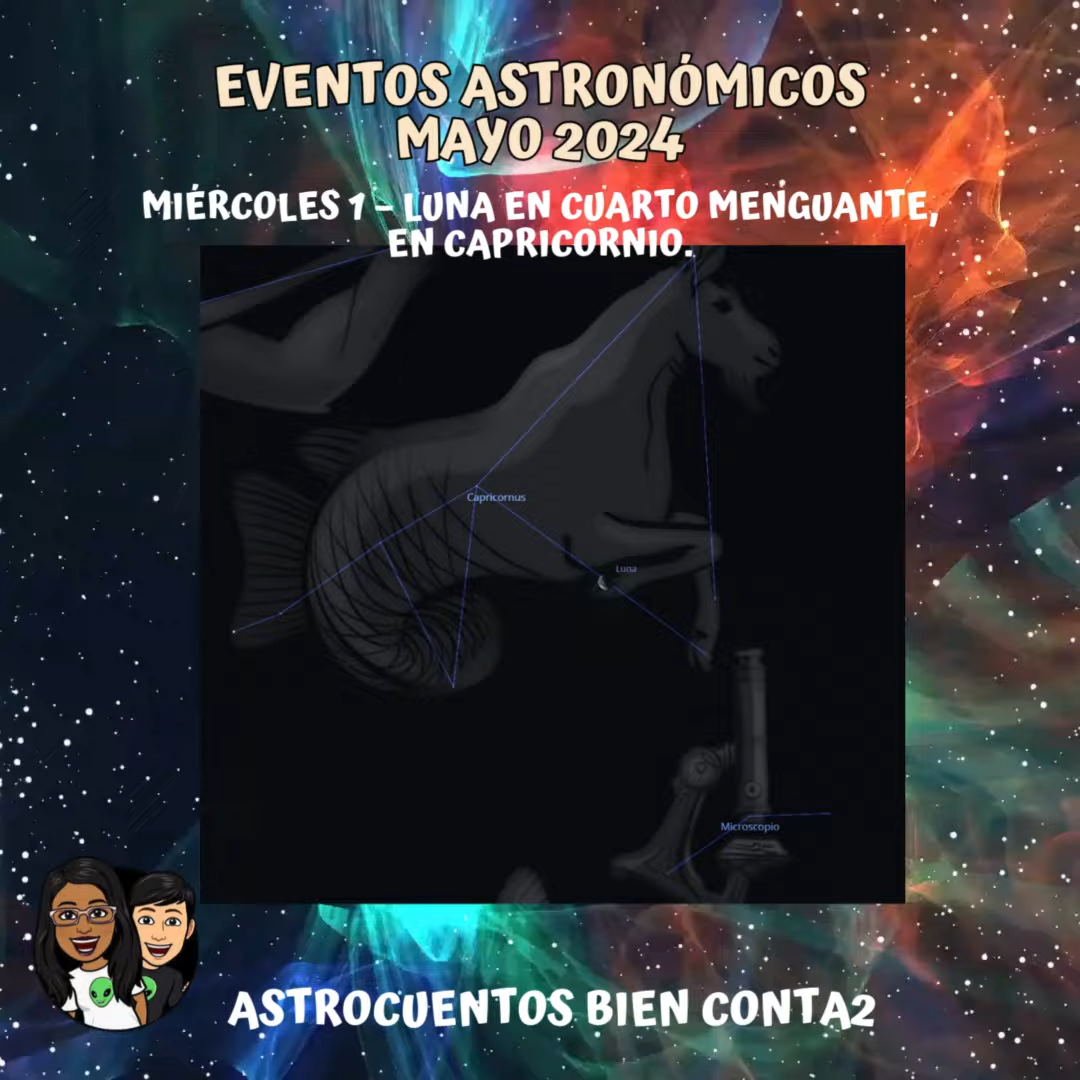 EVENTOS ASTRONÓMICOS
MAYO 2024
MIÉRCOLES 1 - LUNA EN CUARTO MENGUANTE,
EN CAPRICORNIO.
Capricornus
Luna
Microscopio
ASTROCUENTOS BIEN CONTA2